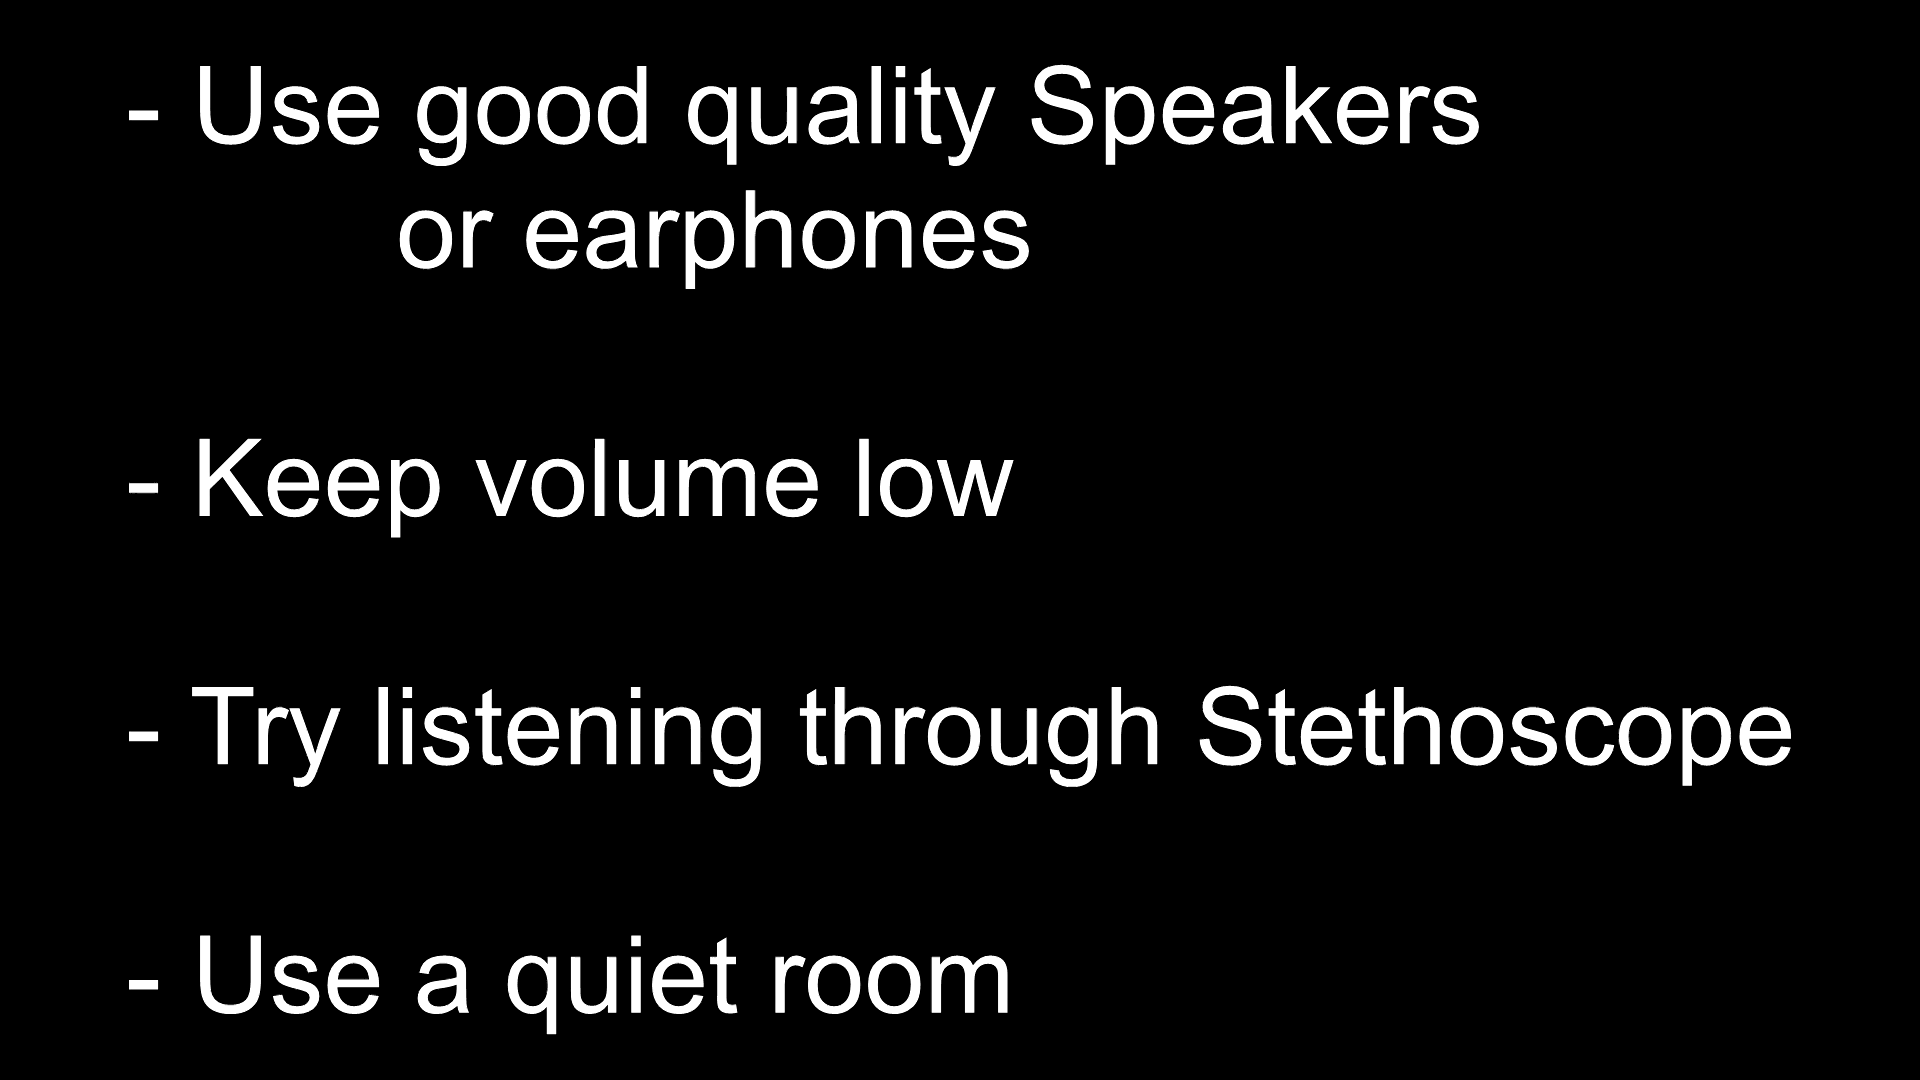 - Use good quality Speakers
or earphones
- Keep volume low
- Try listening through Stethoscope
- Use a quiet room